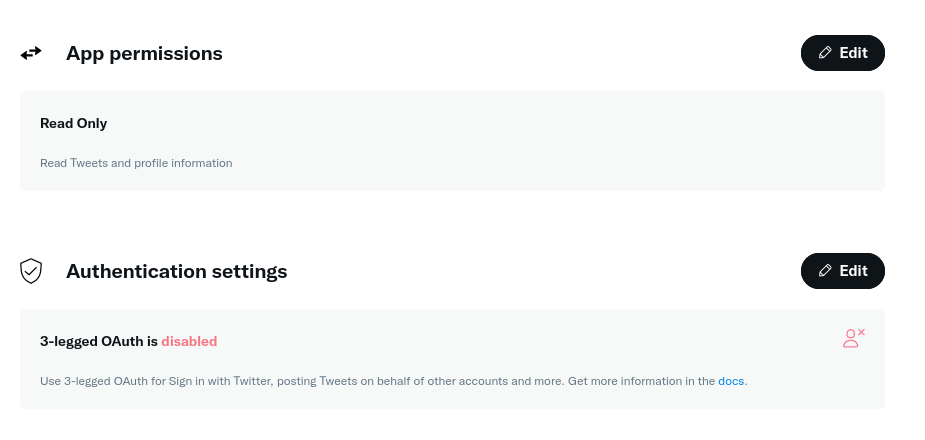 App permissions
Edit
Read Only
Read Tweets and profile information
Authentication settings
Edit
3-legged OAuth is disabled
Use 3-legged OAuth for Sign in with Twitter, posting Tweets on behalf of other accounts and more. Get more information in the docs.